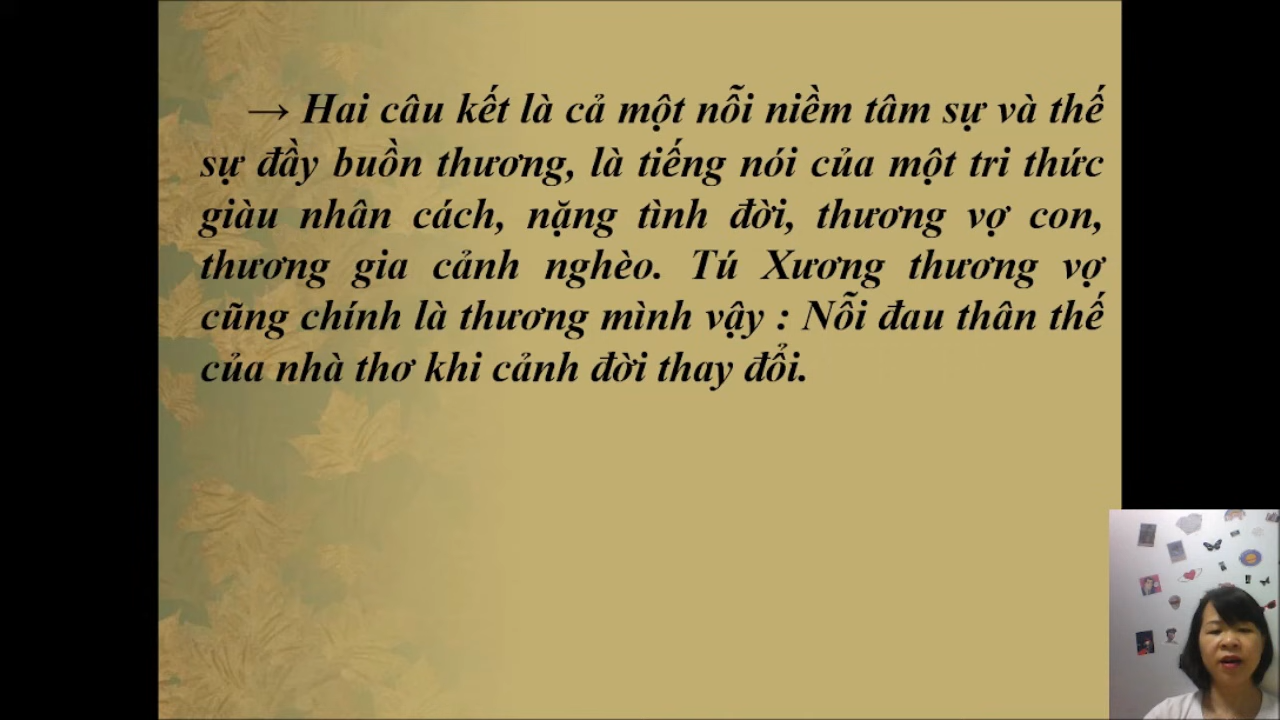 → Hai câu kết là cả một nỗi niềm tâm sự và thế
sự đầy buồn thương, là tiếng nói của một tri thức
giàu nhân cách, nặng tình đời, thương vợ con,
thương gia cảnh nghèo. Tú Xương thương vợ
cũng chính là thương mình vậy : Nỗi đau thân thế
của nhà thơ khi cảnh đời thay đổi.